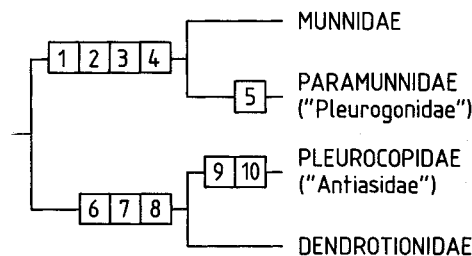 MUNNIDAE
1 2 3 4
5 PARAMUNNIDAE
("Pleurogonidae")
9 10 PLEUROCOPIDAE
("Antiasidae")
6 7 8
DENDROTIONIDAE